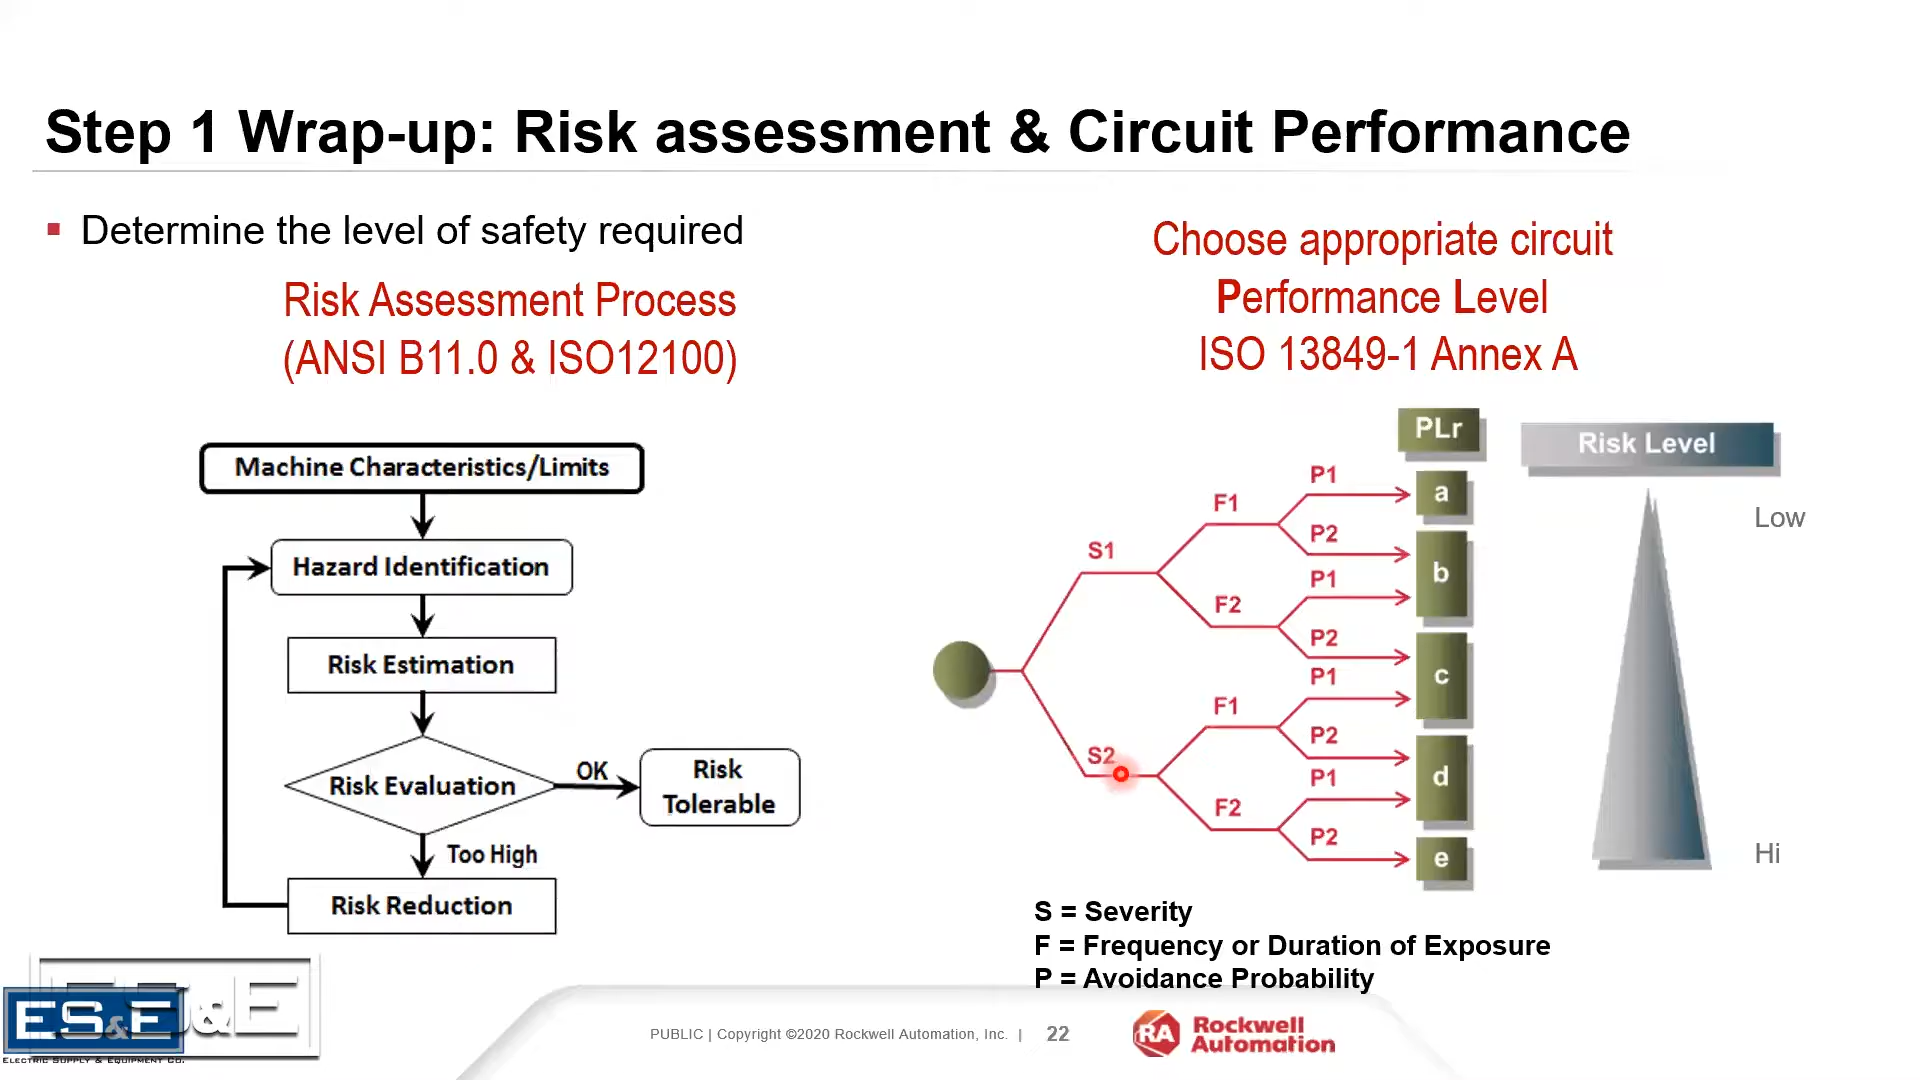 Step 1 Wrap-up: Risk assessment & Circuit Performance
Determine the level of safety required
Risk Assessment Process
(ANSI B11.0 & ISO12100)
Machine Characteristics/Limits
Hazard Identification
Risk Estimation
Risk Evaluation
OK
Risk
Tolerable
Too High
Risk Reduction
Choose appropriate circuit
Performance Level
ISO 13849-1 Annex A
PLr
Risk Level
P1
a
F1
Low
P2
S1
b
P1
F2
P2
P1
c
F1
P2
S2
d
P1
F2
P2
e
Hi
S = Severity
F = Frequency or Duration of Exposure
P = Avoidance Probability
ES&E
ES&E
ELECTRIC SUPPLY & EQUIPMENT CO.
PUBLIC | Copyright ©2020 Rockwell Automation, Inc. | 22
RA
Rockwell
Automation